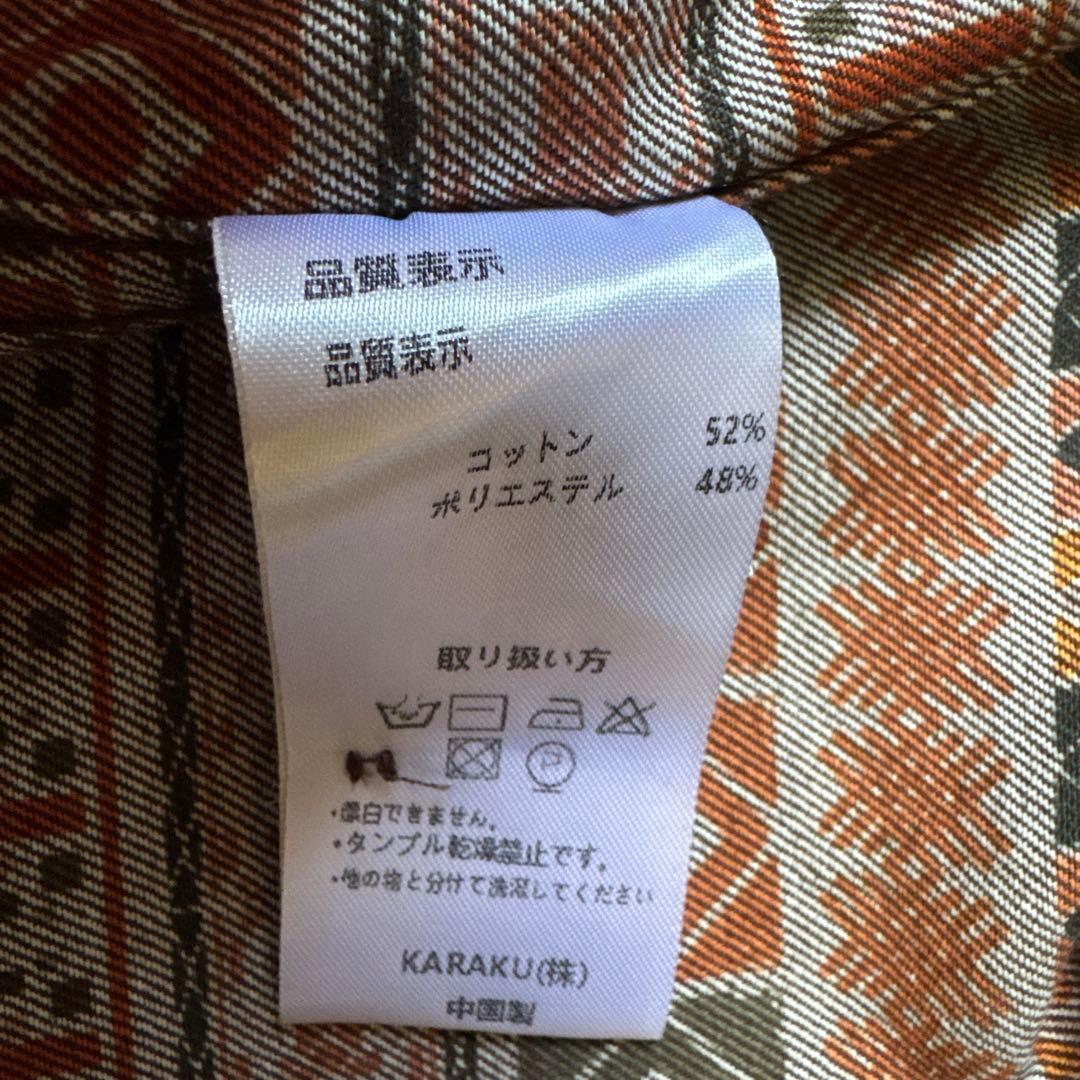 品質表示
品質表示
コットン 52%
ポリエステル 48%
取り扱い方
P
・漂白できません。
・タンブル乾燥禁止です。
・他の物と分けて洗濯してください
KARAKU(株)
中国製